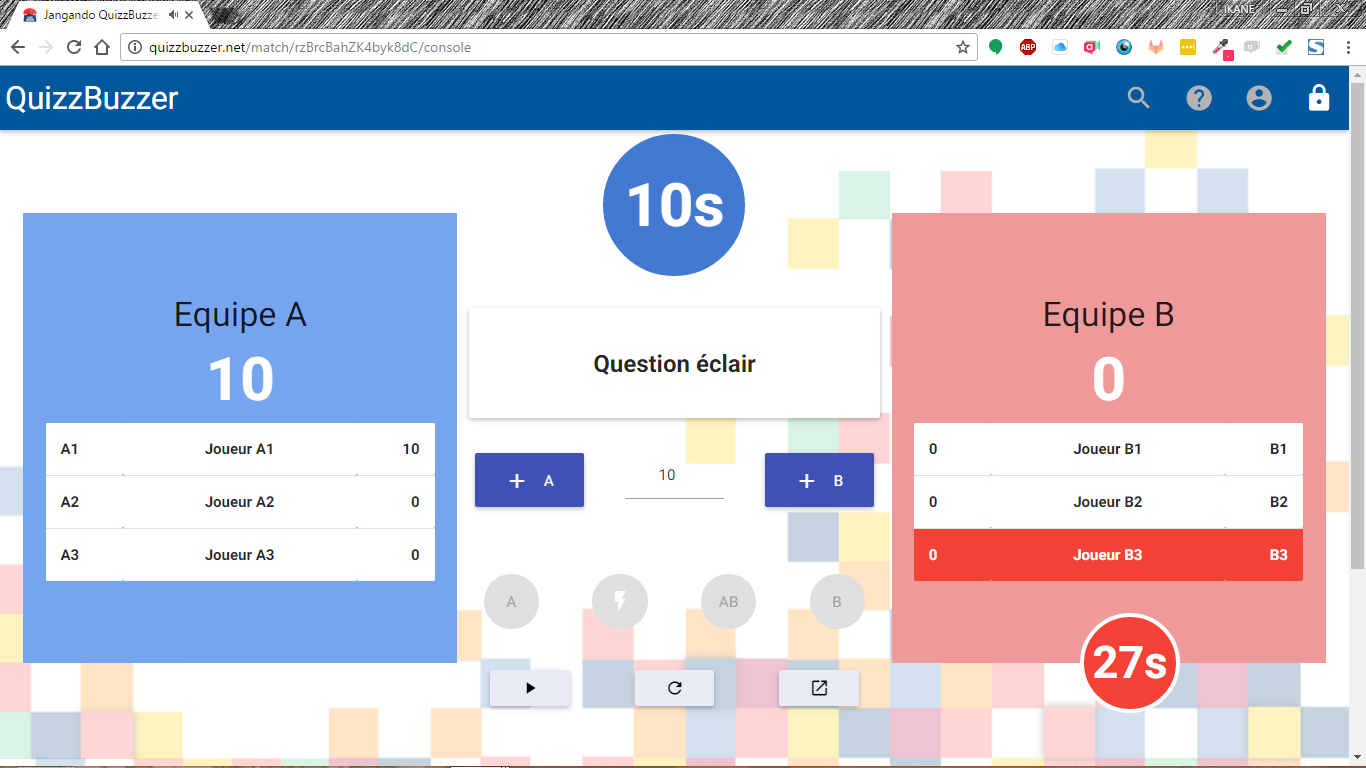 Jangando QuizzBuzze
IKANE
quizzbuzzer.net/match/rzBrcBahZK4byk8dC/console
ABP
QuizzBuzzer
10s
Equipe A
10
A1 Joueur A1 10
A2 Joueur A2 0
A3 Joueur A3 0
Question éclair
+ A
10
+ B
A
AB
B
Equipe B
0
0 Joueur B1 B1
0 Joueur B2 B2
0 Joueur B3 B3
27s